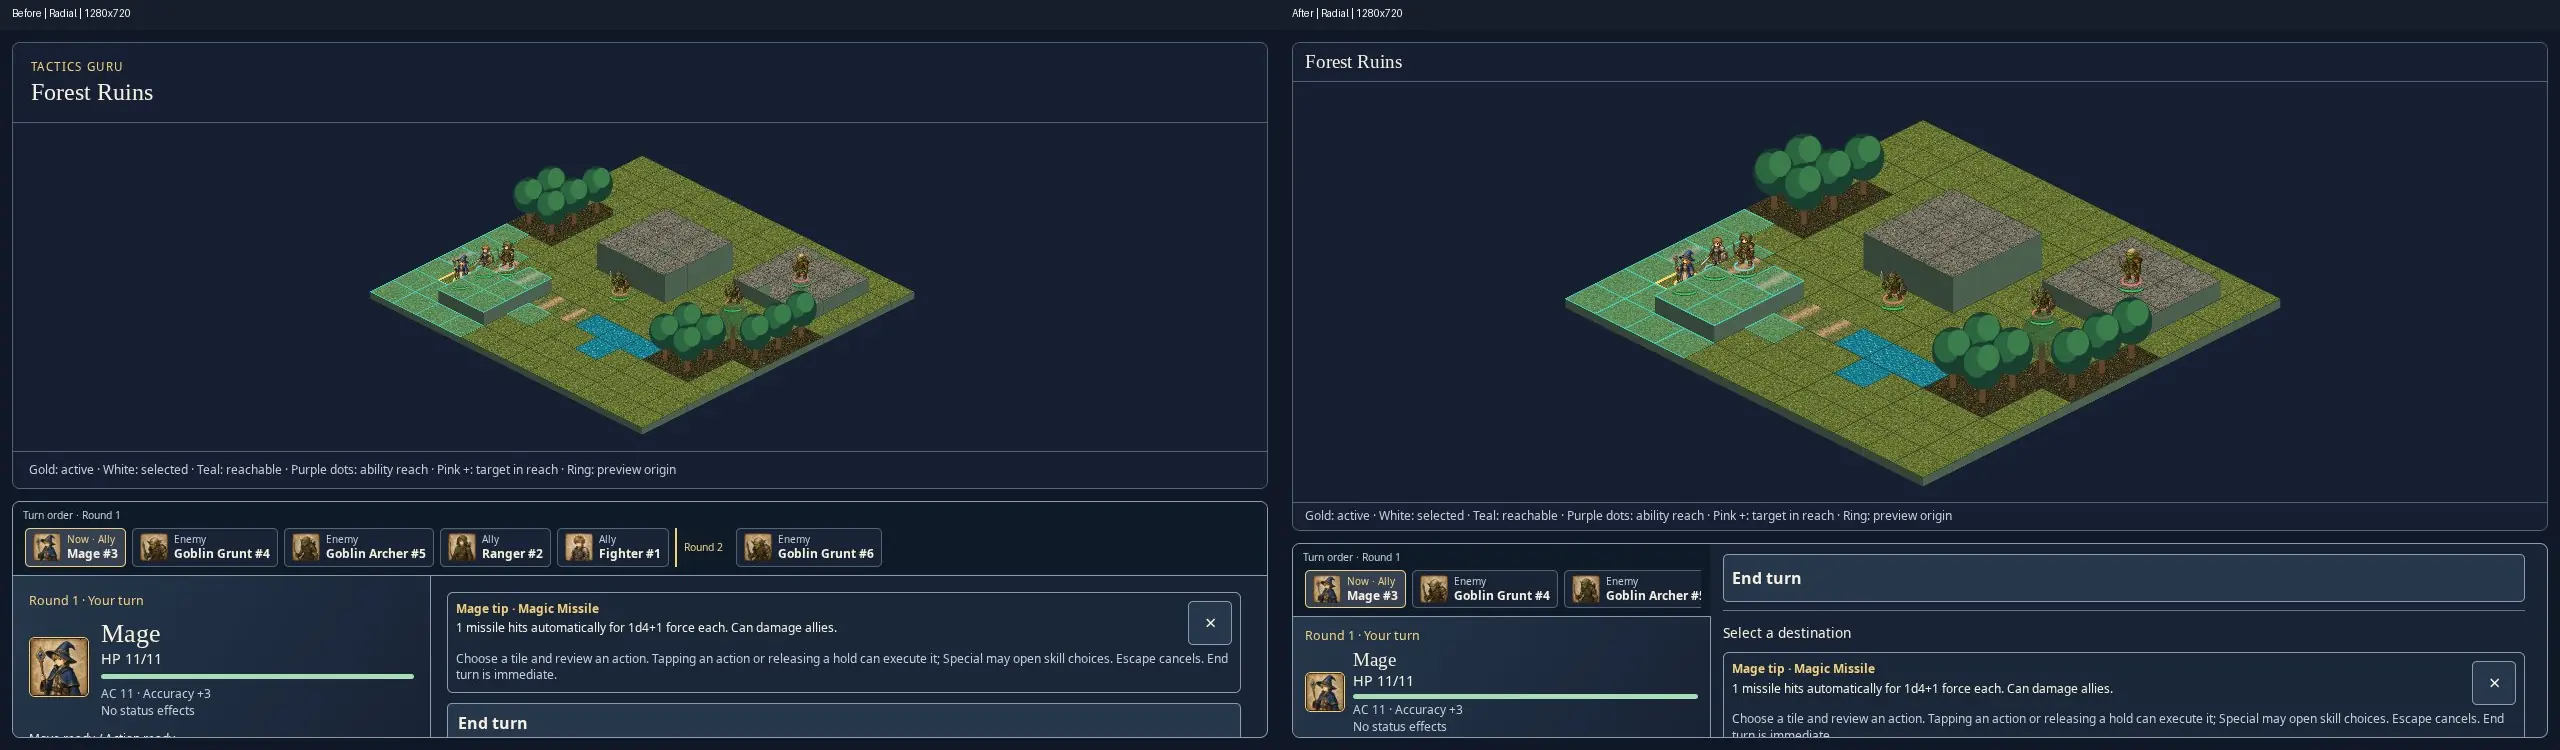 Before | Radial | 1280x720
TACTICS GURU
Forest Ruins
Gold: active · White: selected · Teal: reachable · Purple dots: ability reach · Pink +: target in reach · Ring: preview origin
Turn order · Round 1
Now · Ally
Mage #3
Enemy
Goblin Grunt #4
Enemy
Goblin Archer #5
Ally
Ranger #2
Ally
Fighter #1
Round 2
Enemy
Goblin Grunt #6
Round 1 · Your turn
Mage
HP 11/11
AC 11 · Accuracy +3
No status effects
Move ready / Action ready
Mage tip · Magic Missile
1 missile hits automatically for 1d4+1 force each. Can damage allies.
Choose a tile and review an action. Tapping an action or releasing a hold can execute it; Special may open skill choices. Escape cancels. End
turn is immediate.
×
End turn
After | Radial | 1280x720
Forest Ruins
Gold: active · White: selected · Teal: reachable · Purple dots: ability reach · Pink +: target in reach · Ring: preview origin
Turn order · Round 1
Now · Ally
Mage #3
Enemy
Goblin Grunt #4
Enemy
Goblin Archer #5
Round 1 · Your turn
Mage
HP 11/11
AC 11 · Accuracy +3
No status effects
End turn
Select a destination
Mage tip · Magic Missile
1 missile hits automatically for 1d4+1 force each. Can damage allies.
×
Choose a tile and review an action. Tapping an action or releasing a hold can execute it; Special may open skill choices. Escape cancels. End
turn is immediate.